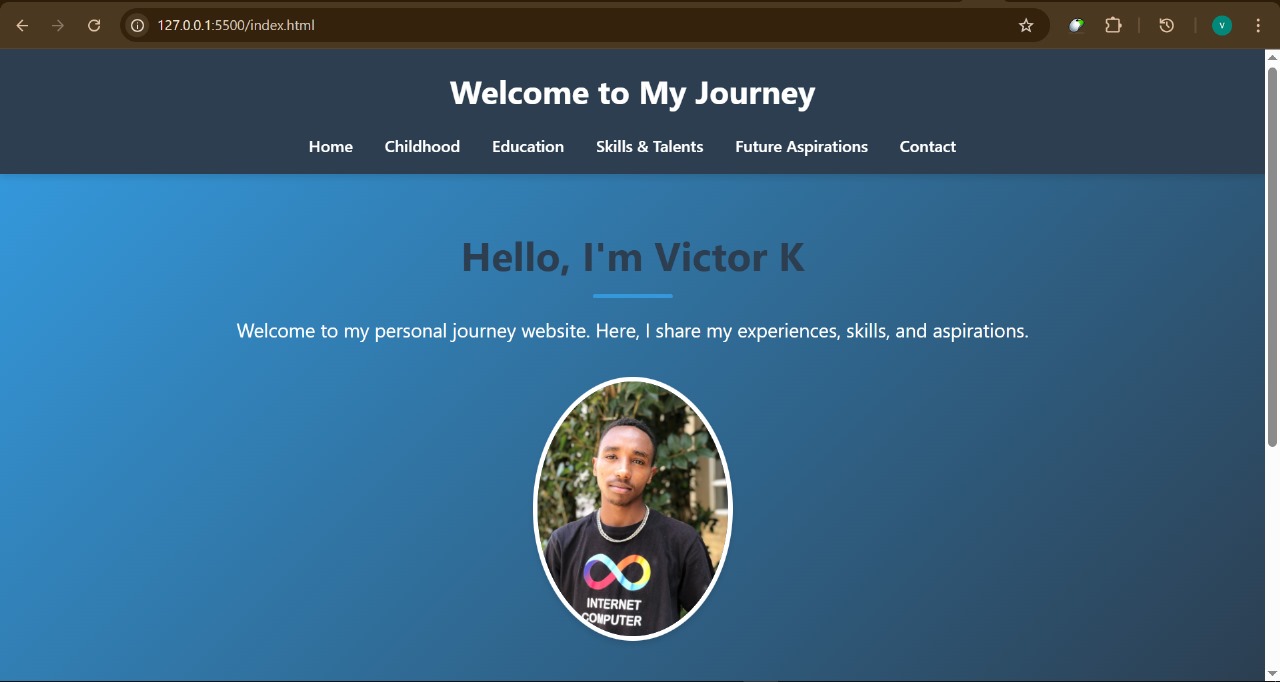 127.0.0.1:5500/index.html
V
Welcome to My Journey
Home Childhood Education Skills & Talents Future Aspirations Contact
Hello, I'm Victor K
Welcome to my personal journey website. Here, I share my experiences, skills, and aspirations.
INTERNET
COMPUTER